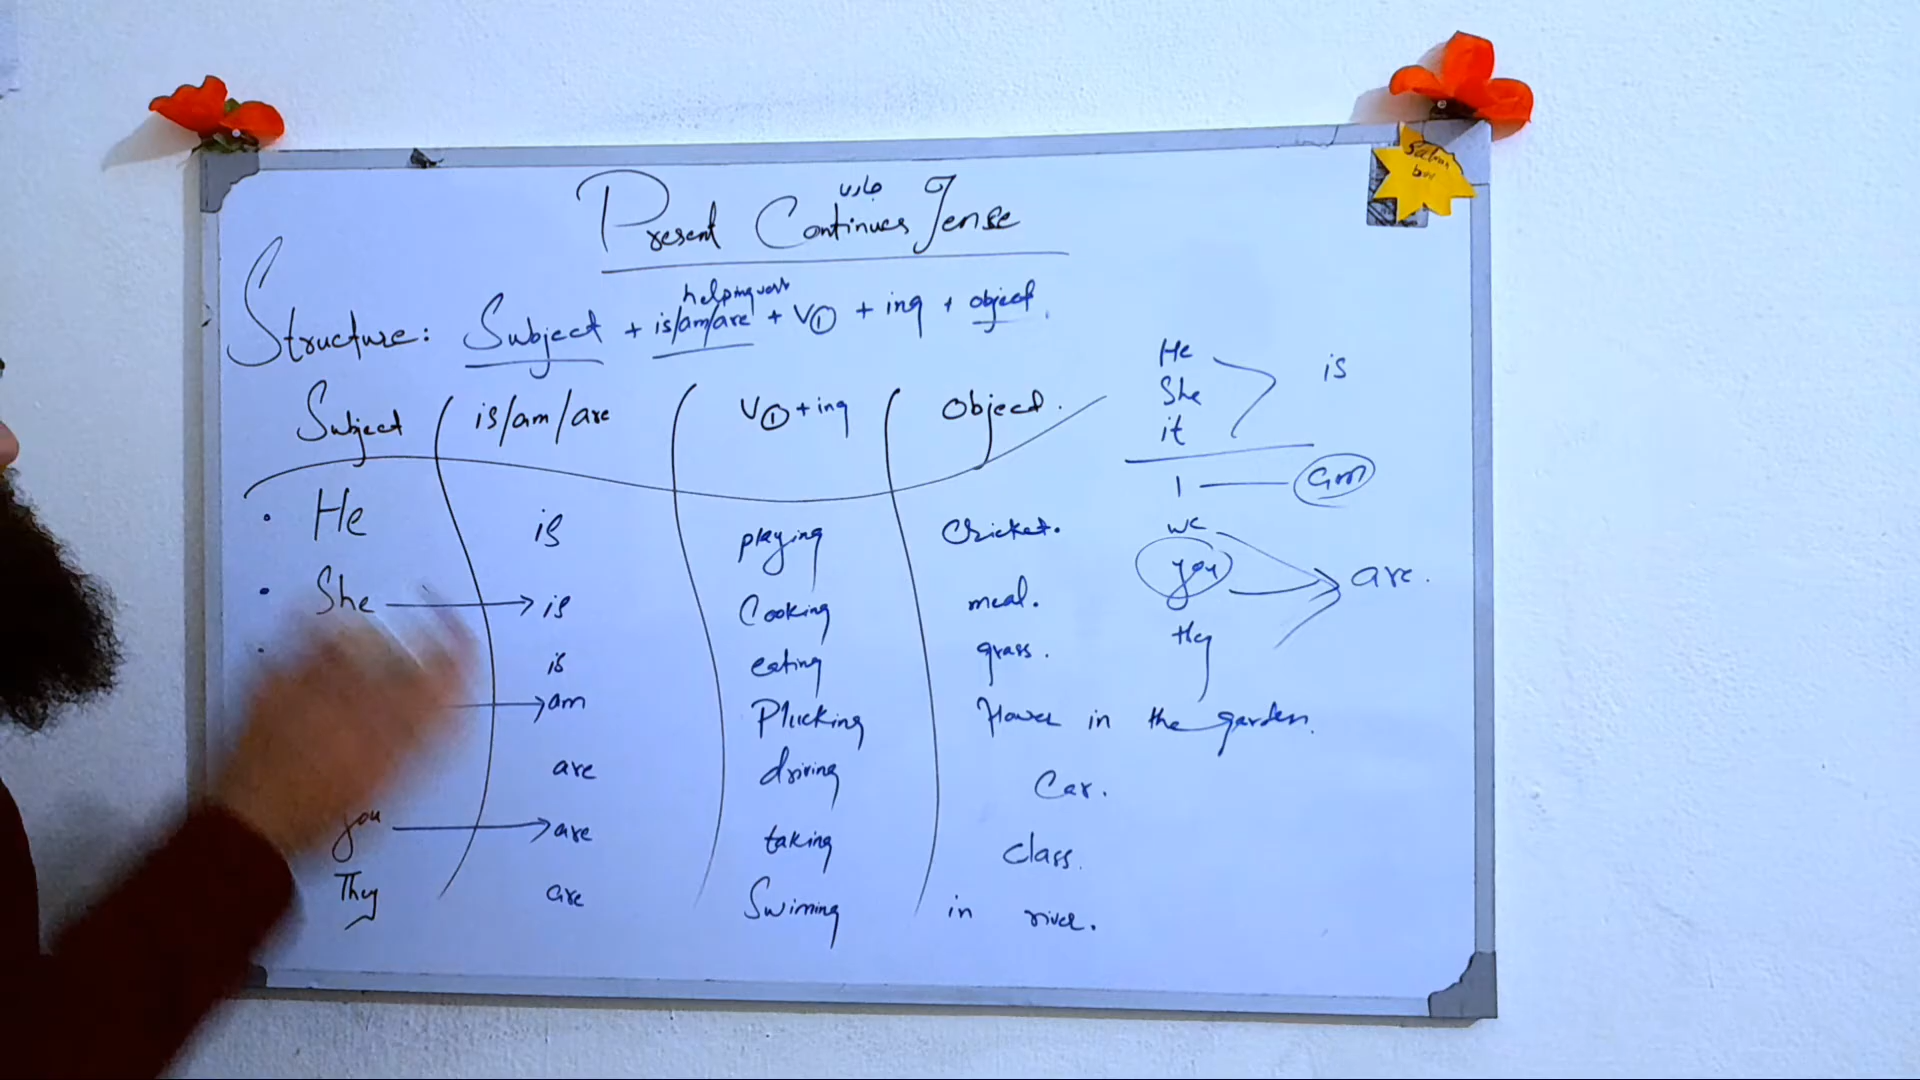 جاری
Present Continues Tense
helping verb
Structure: Subject + is/am/are + V① + ing + object.
Subject is/am/are V① + ing Object.
He is playing Cricket.
She → is Cooking meal.
is eating grass.
→ am Plucking flower in the garden.
are driving Car.
you → are taking class.
They are Swiming in river.
He
She is
it
I — am
we
you → are.
they